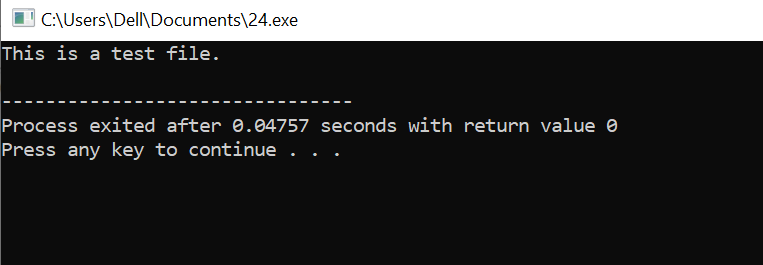 C:\Users\Dell\Documents\24.exe
This is a test file.
--------------------------------
Process exited after 0.04757 seconds with return value 0
Press any key to continue . . .